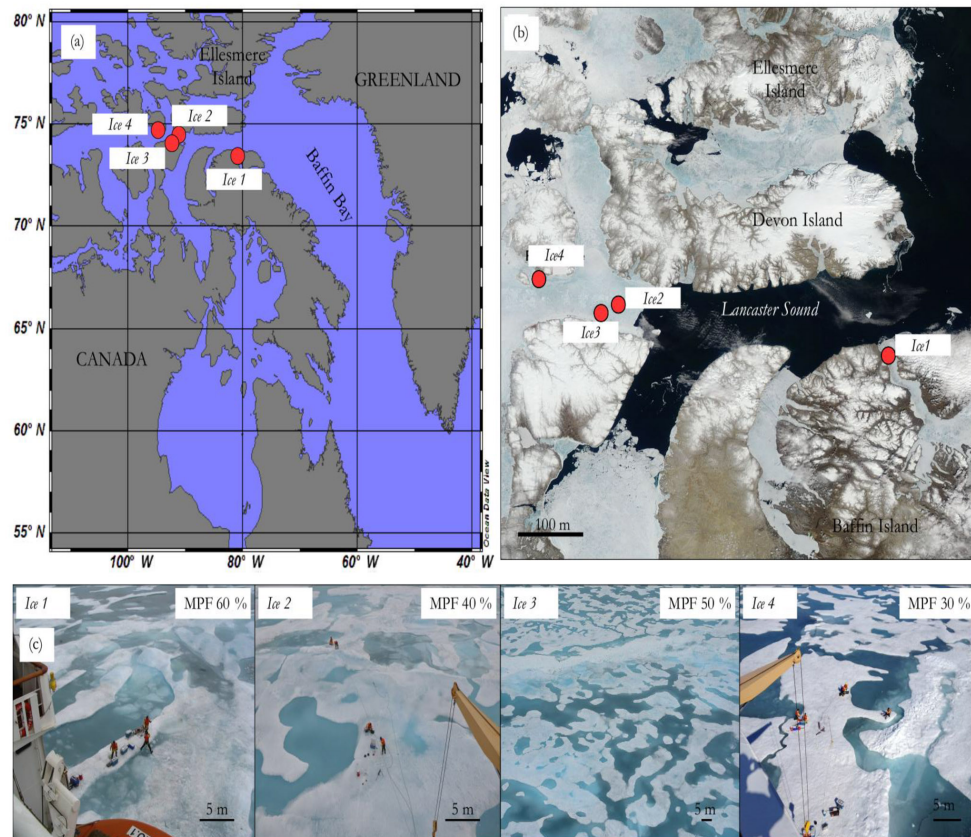 80° N
75° N
70° N
65° N
60° N
55° N
(a)
Ellesmere
Island
GREENLAND
Ice 4
Ice 2
Ice 3
Ice 1
Baffin Bay
CANADA
100° W
80° W
60° W
40° W
Ocean Data View
(b)
Ellesmere
Island
Devon Island
Ice4
Ice2
Ice3
Lancaster Sound
Ice1
100 m
Baffin Island
Ice 1
MPF 60 %
(c)
5 m
Ice 2
MPF 40 %
5 m
Ice 3
MPF 50 %
5 m
Ice 4
MPF 30 %
5 m